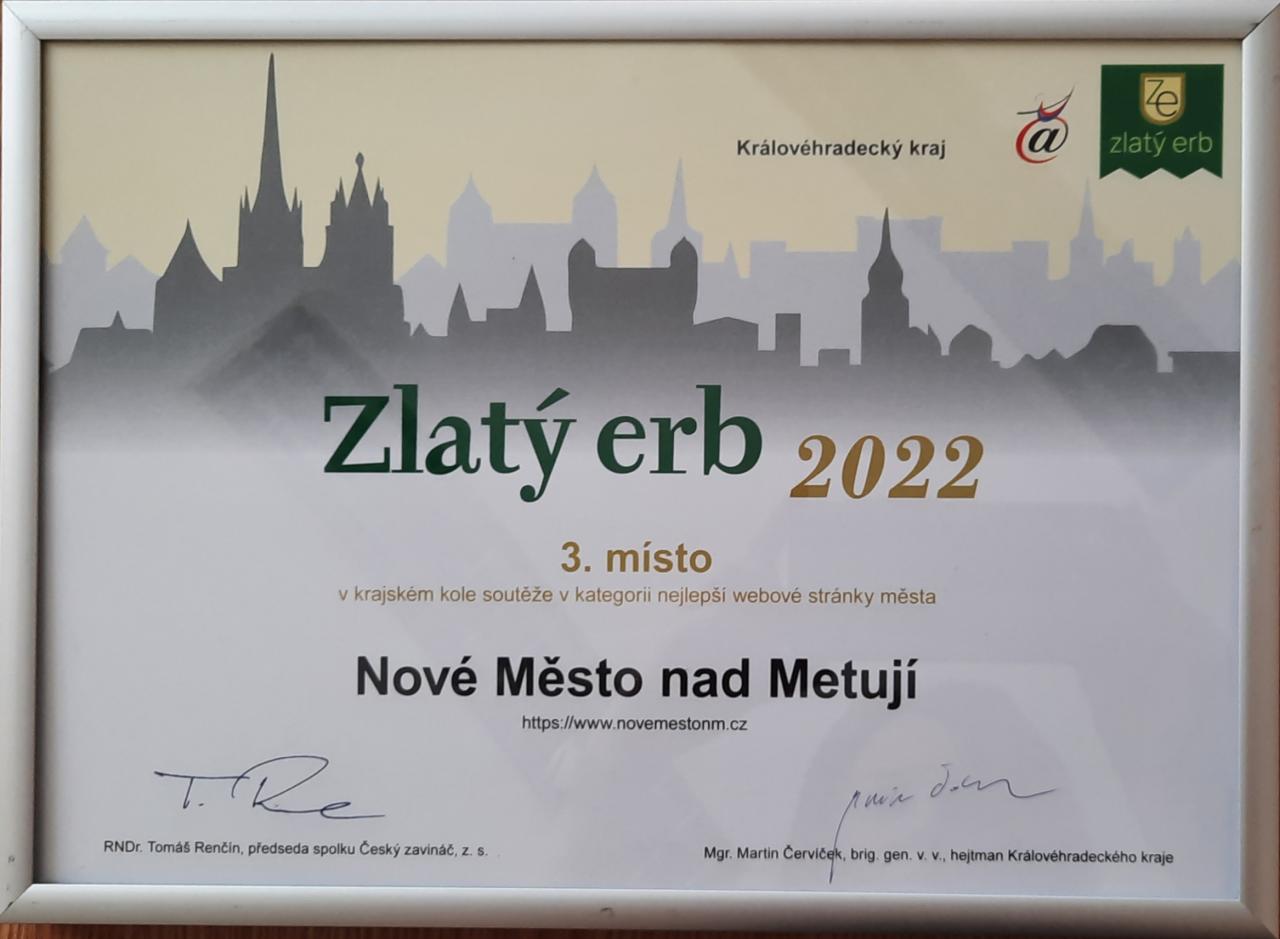 Královéhradecký kraj
@
Ze
zlatý erb
Zlatý erb 2022
3. místo
v krajském kole soutěže v kategorii nejlepší webové stránky města
Nové Město nad Metují
https://www.novemestonm.cz
RNDr. Tomáš Renčín, předseda spolku Český zavináč, z. s.
Mgr. Martin Červíček, brig. gen. v. v., hejtman Královéhradeckého kraje